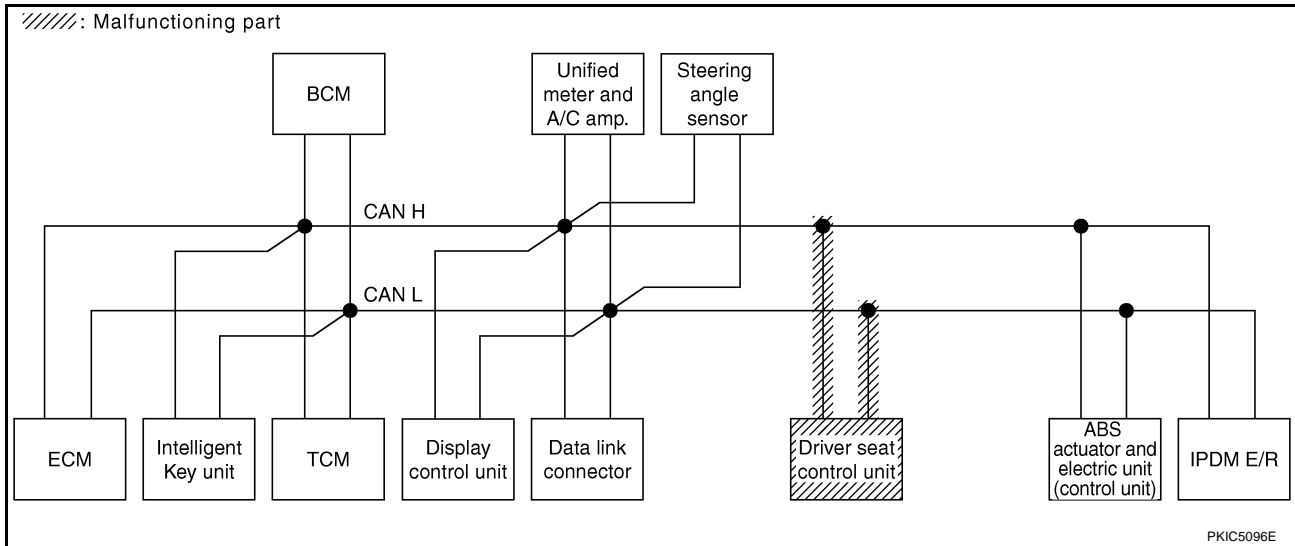 : Malfunctioning part
BCM
Unified
meter and
A/C amp.
Steering
angle
sensor
CAN H
CAN L
ECM
Intelligent
Key unit
TCM
Display
control unit
Data link
connector
Driver seat
control unit
ABS
actuator and
electric unit
(control unit)
IPDM E/R
PKIC5096E